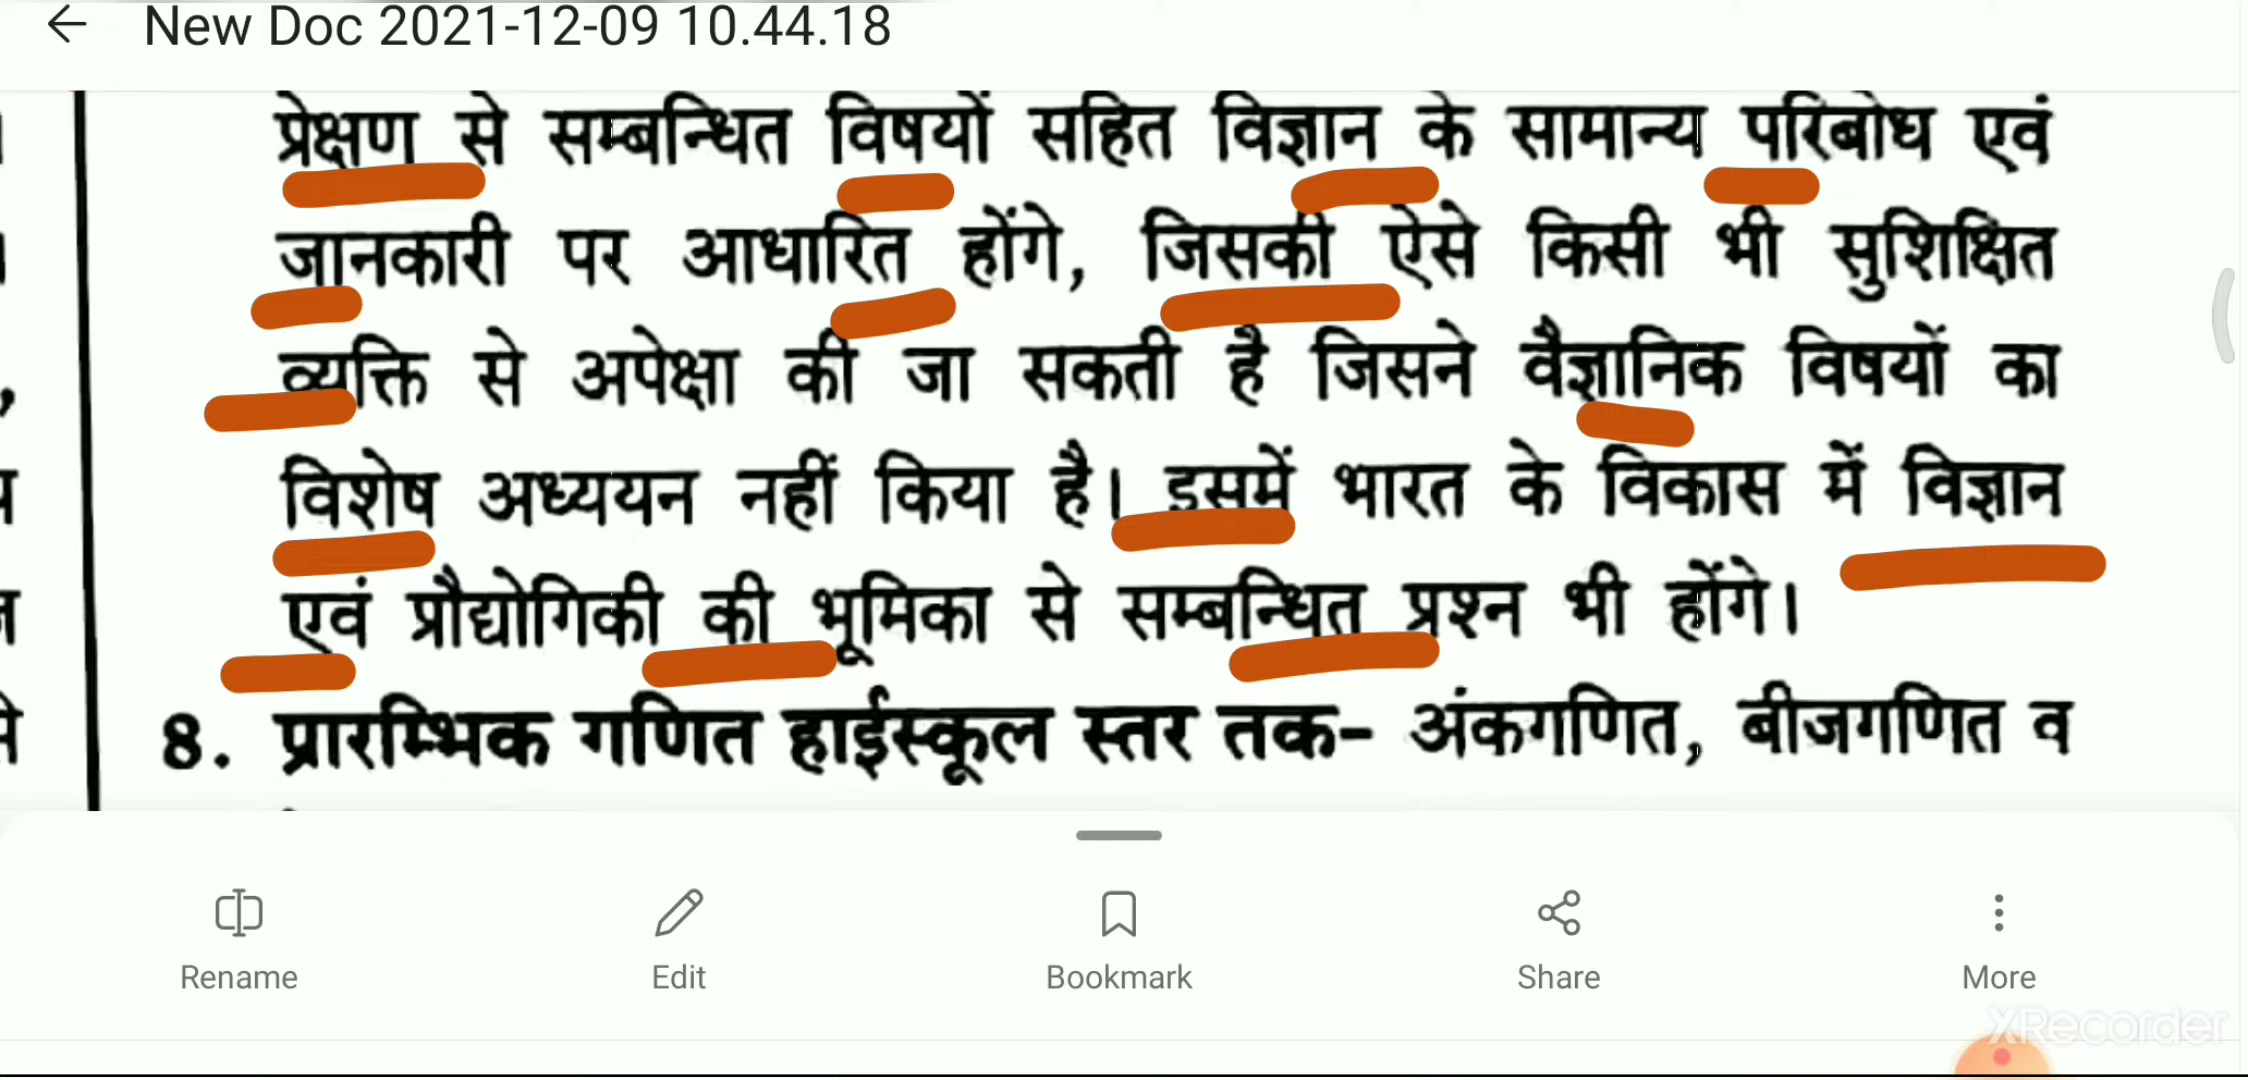 New Doc 2021-12-09 10.44.18
प्रेक्षण से सम्बन्धित विषयों सहित विज्ञान के सामान्य परिबोध एवं
जानकारी पर आधारित होंगे, जिसकी ऐसे किसी भी सुशिक्षित
व्यक्ति से अपेक्षा की जा सकती है जिसने वैज्ञानिक विषयों का
विशेष अध्ययन नहीं किया है। इसमें भारत के विकास में विज्ञान
एवं प्रौद्योगिकी की भूमिका से सम्बन्धित प्रश्न भी होंगे।
8. प्रारम्भिक गणित हाईस्कूल स्तर तक– अंकगणित, बीजगणित व
Rename Edit Bookmark Share More
XRecorder